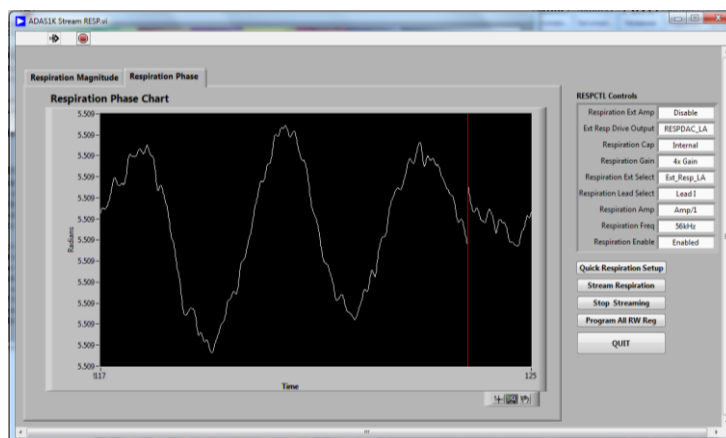 ADAS1K Stream RESP.vi
Respiration Magnitude Respiration Phase
Respiration Phase Chart
5.509
5.509
5.509
5.509
5.509
5.509
5.509
5.509
5.509
5.509
5.509
5.509
5.509
Radians
117 125
Time
RESPCTL Controls
Respiration Ext Amp Disable
Ext Resp Drive Output RESPDAC_LA
Respiration Cap Internal
Respiration Gain 4x Gain
Respiration Ext Select Ext_Resp_LA
Respiration Lead Select Lead I
Respiration Amp Amp/1
Respiration Freq 56kHz
Respiration Enable Enabled
Quick Respiration Setup
Stream Respiration
Stop Streaming
Program All RW Reg
QUIT